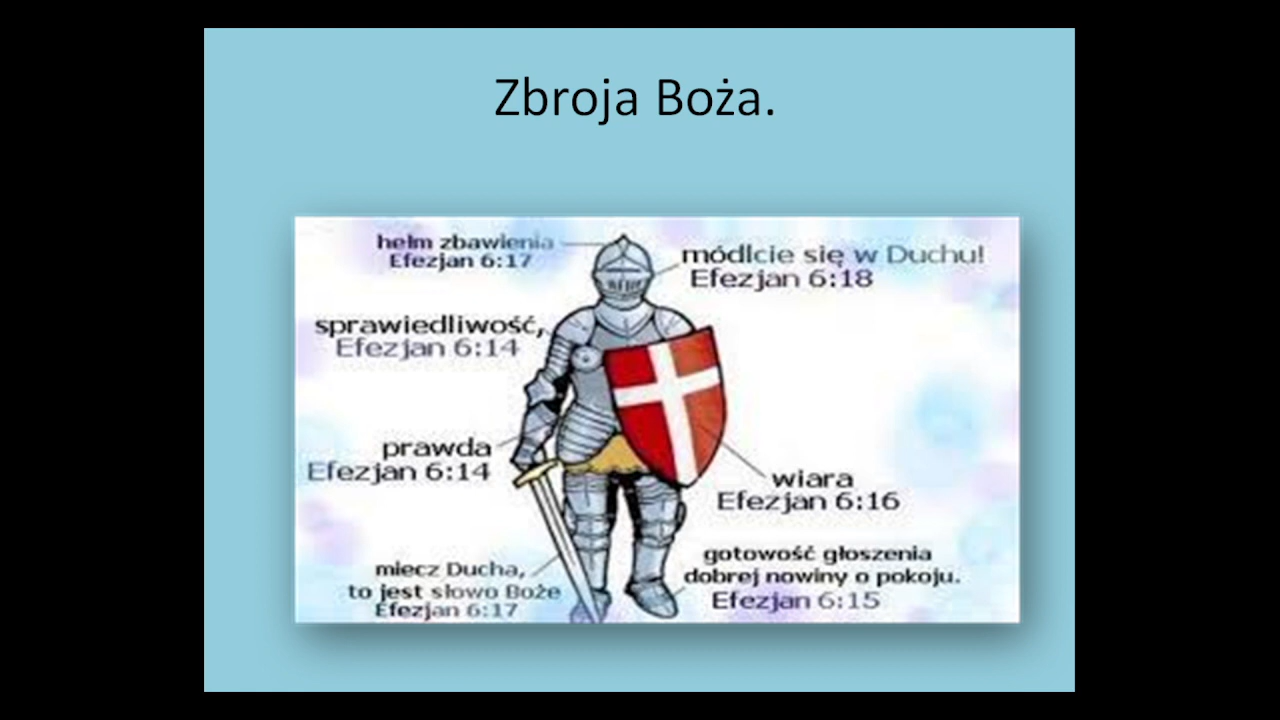 Zbroja Boża.
hełm zbawienia
Efezjan 6:17
módlcie się w Duchu!
Efezjan 6:18
sprawiedliwość,
Efezjan 6:14
prawda
Efezjan 6:14
wiara
Efezjan 6:16
miecz Ducha,
to jest słowo Boże
Efezjan 6:17
gotowość głoszenia
dobrej nowiny o pokoju.
Efezjan 6:15